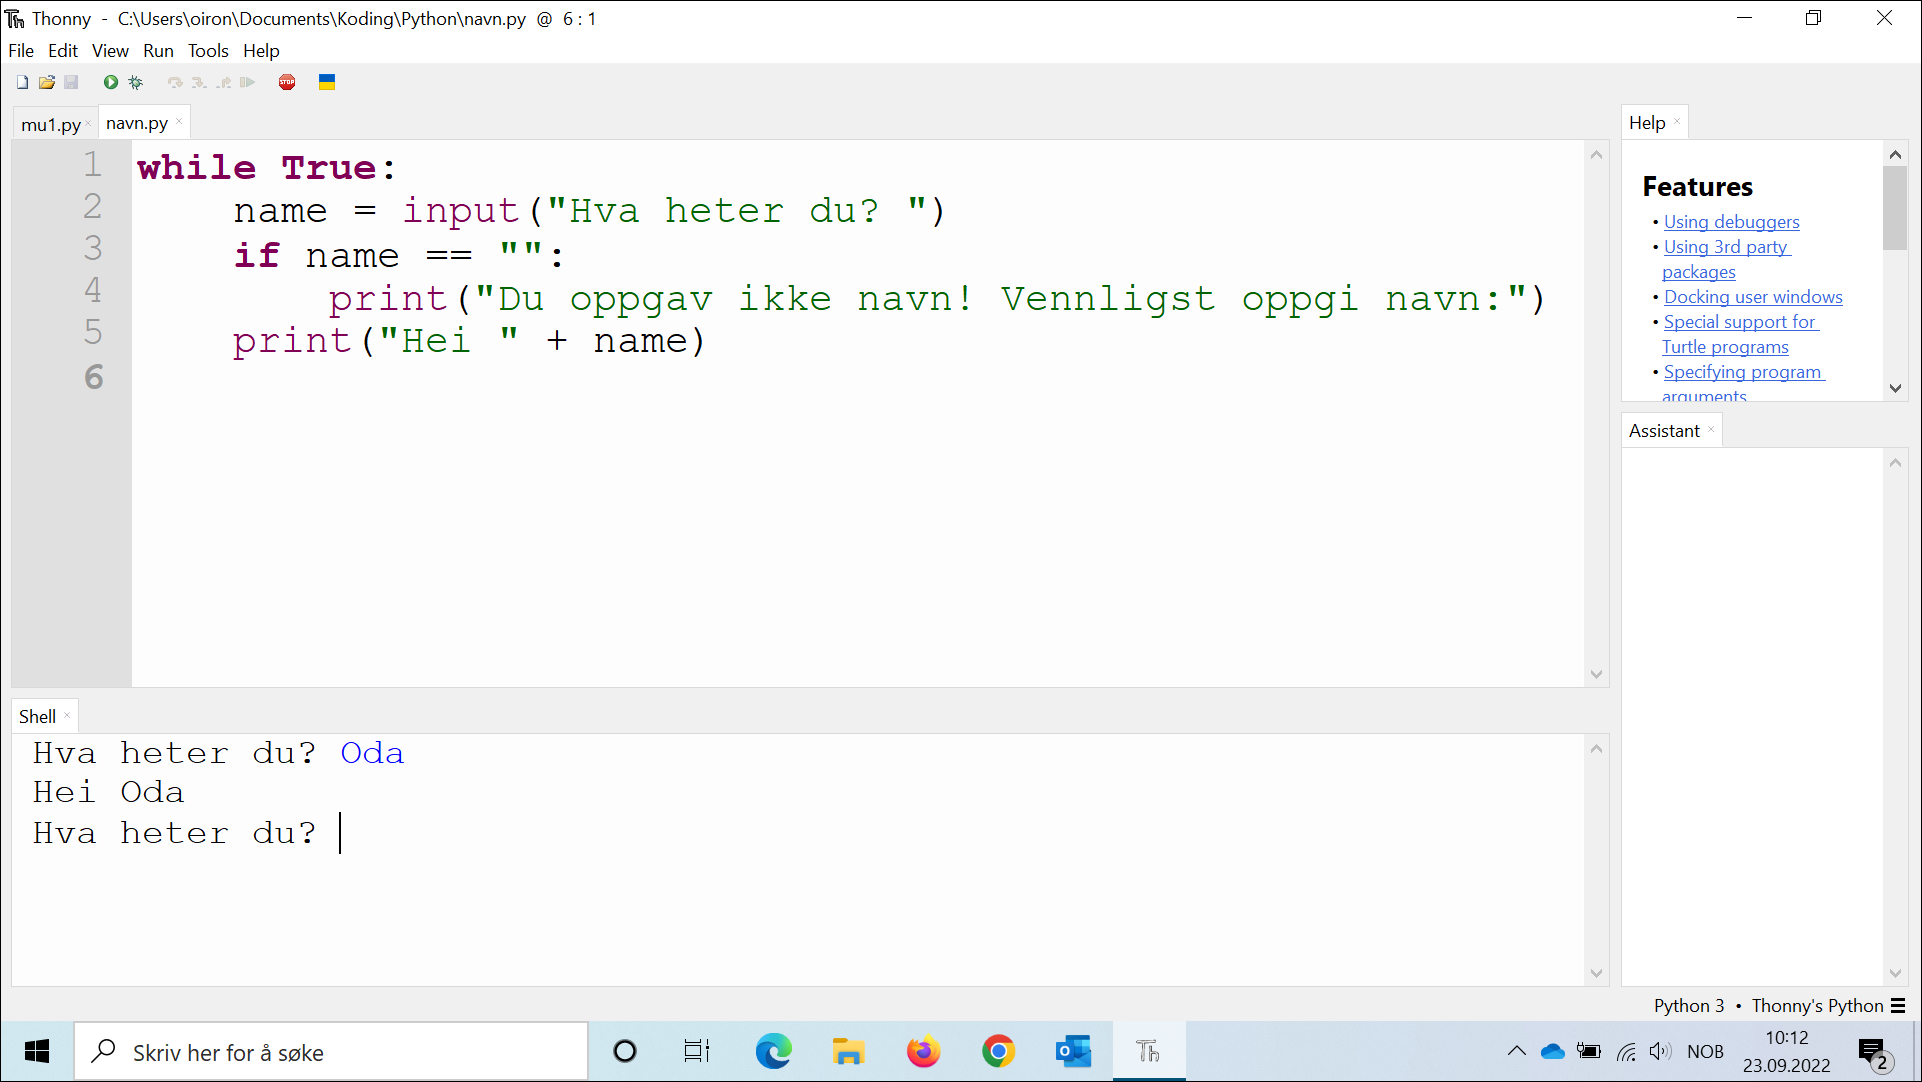 Th Thonny - C:\Users\oiron\Documents\Koding\Python\navn.py @ 6 : 1
File Edit View Run Tools Help
STOP
mu1.py × navn.py ×
1 while True:
2     name = input("Hva heter du? ")
3     if name == "":
4         print("Du oppgav ikke navn! Vennligst oppgi navn:")
5     print("Hei " + name)
6
Help ×
Features
• Using debuggers
• Using 3rd party
packages
• Docking user windows
• Special support for
Turtle programs
• Specifying program
arguments
Assistant ×
Shell ×
Hva heter du? Oda
Hei Oda
Hva heter du?
Python 3 • Thonny's Python ☰
Skriv her for å søke
Th
NOB
10:12
23.09.2022
2